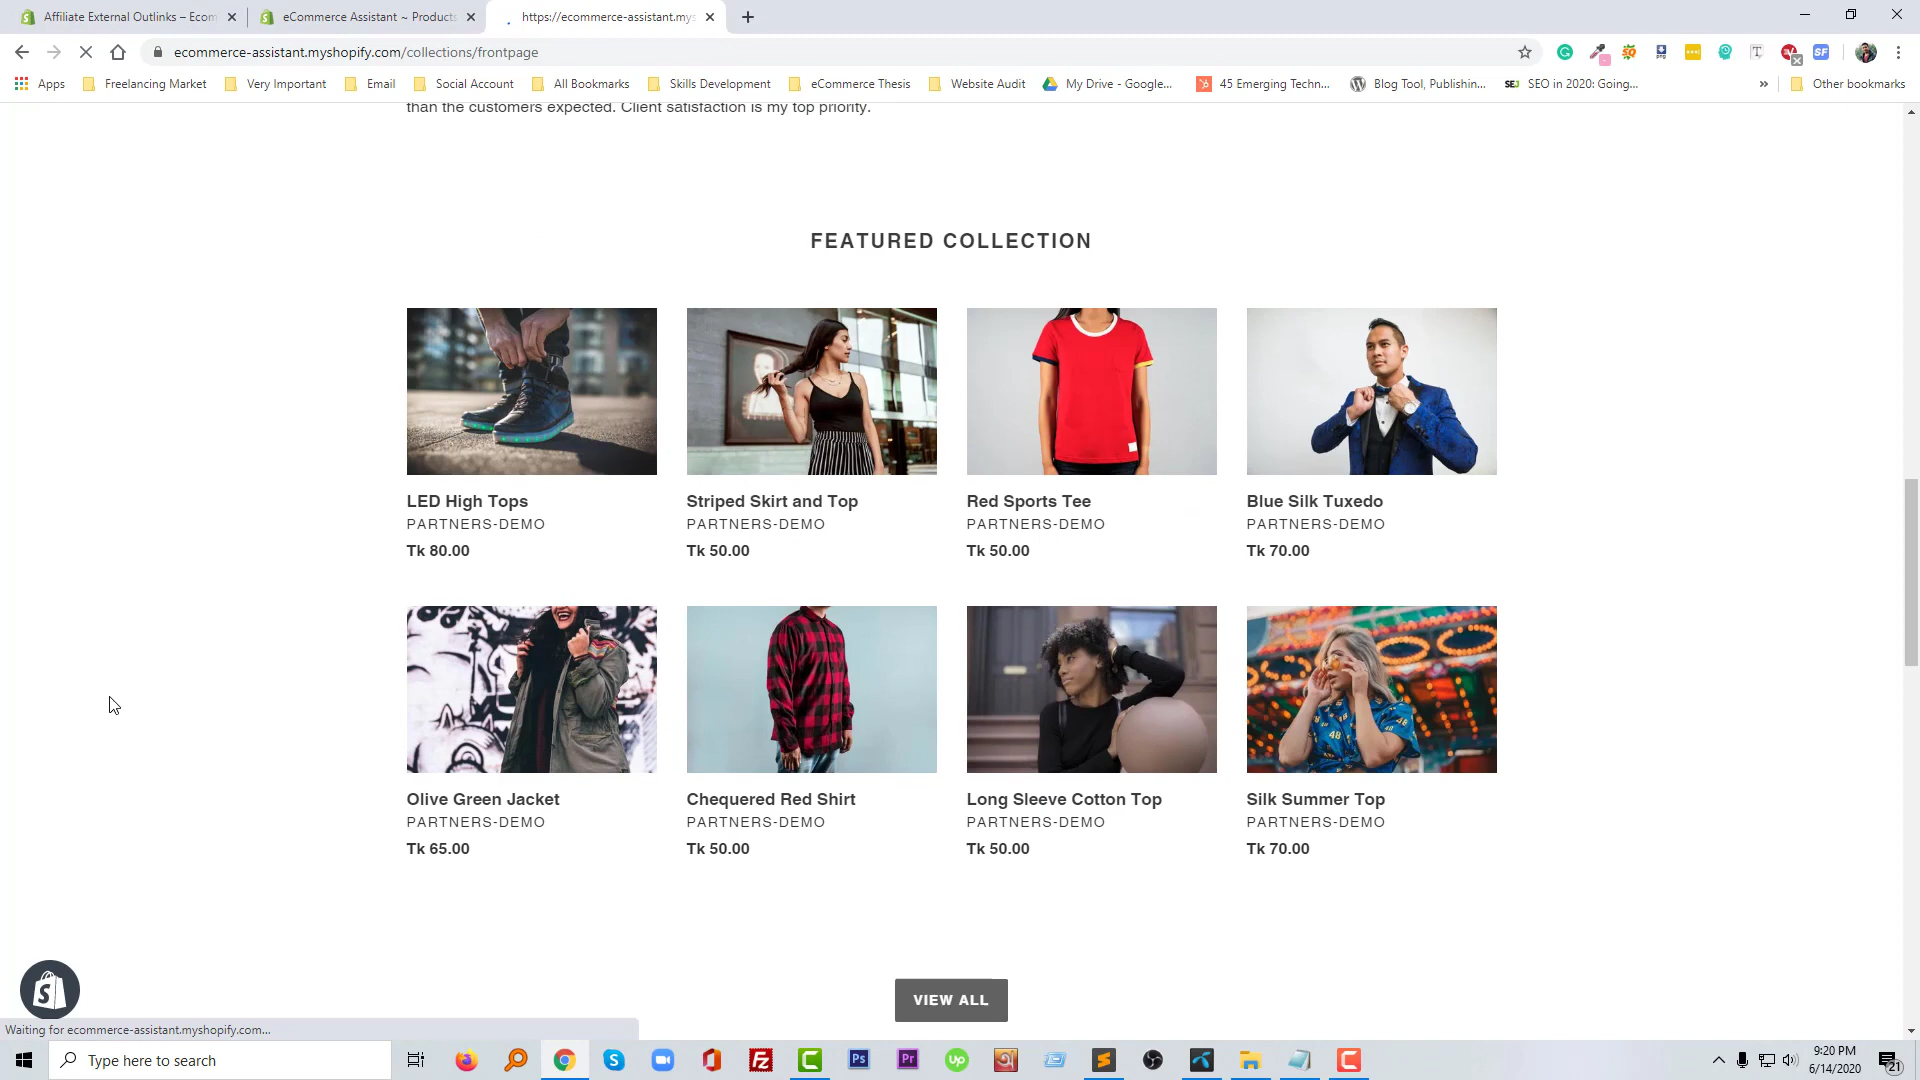 Affiliate External Outlinks – Ecom
eCommerce Assistant ~ Products
https://ecommerce-assistant.mys
ecommerce-assistant.myshopify.com/collections/frontpage
Apps
Freelancing Market
Very Important
Email
Social Account
All Bookmarks
Skills Development
eCommerce Thesis
Website Audit
My Drive - Google...
45 Emerging Techn...
Blog Tool, Publishin...
SEJ
SEO in 2020: Going...
»
Other bookmarks
than the customers expected. Client satisfaction is my top priority.
FEATURED COLLECTION
LED High Tops
PARTNERS-DEMO
Tk 80.00
Striped Skirt and Top
PARTNERS-DEMO
Tk 50.00
Red Sports Tee
PARTNERS-DEMO
Tk 50.00
Blue Silk Tuxedo
PARTNERS-DEMO
Tk 70.00
Olive Green Jacket
PARTNERS-DEMO
Tk 65.00
Chequered Red Shirt
PARTNERS-DEMO
Tk 50.00
Long Sleeve Cotton Top
PARTNERS-DEMO
Tk 50.00
Silk Summer Top
PARTNERS-DEMO
Tk 70.00
VIEW ALL
Waiting for ecommerce-assistant.myshopify.com...
Type here to search
Ps
Pr
Up
9:20 PM
6/14/2020
21